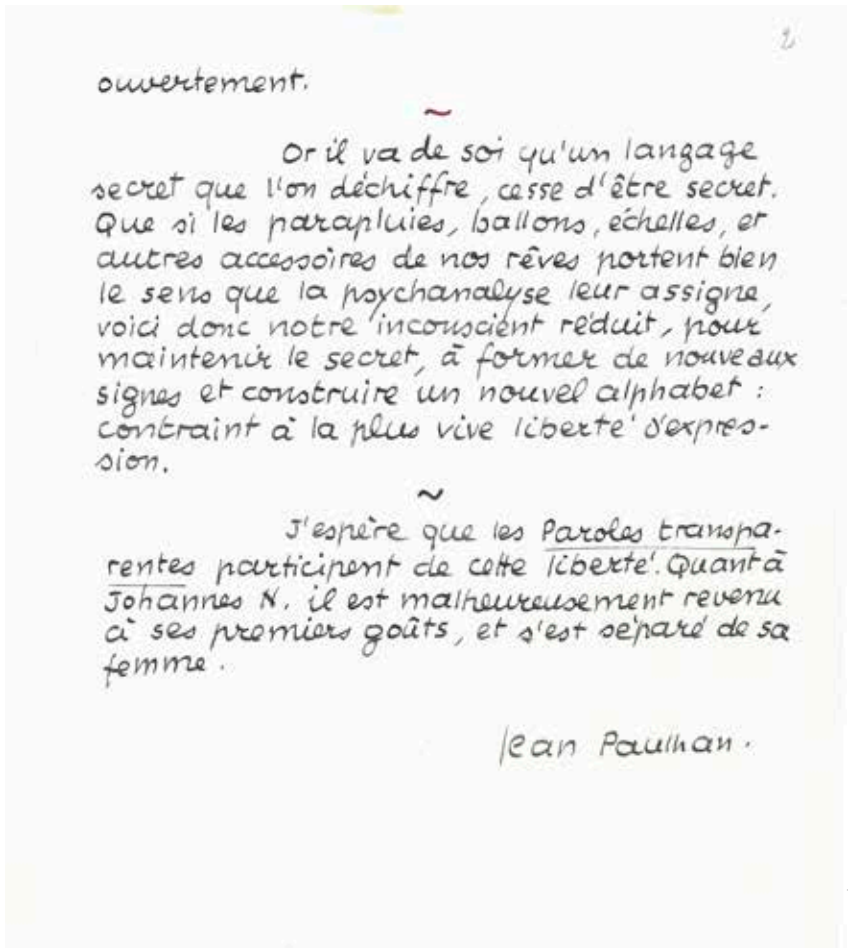 2
ouvertement.
~
Or il va de soi qu'un langage
secret que l'on déchiffre, cesse d'être secret.
Que si les parapluies, ballons, échelles, et
autres accessoires de nos rêves portent bien
le sens que la psychanalyse leur assigne,
voici donc notre inconscient réduit, pour
maintenir le secret, à former de nouveaux
signes et construire un nouvel alphabet :
contraint à la plus vive liberté d'expres-
sion.
~
J'espère que les Paroles transpa-
rentes participent de cette liberté. Quant à
Johannes N. il est malheureusement revenu
à ses premiers goûts, et s'est séparé de sa
femme.
Jean Paulhan.